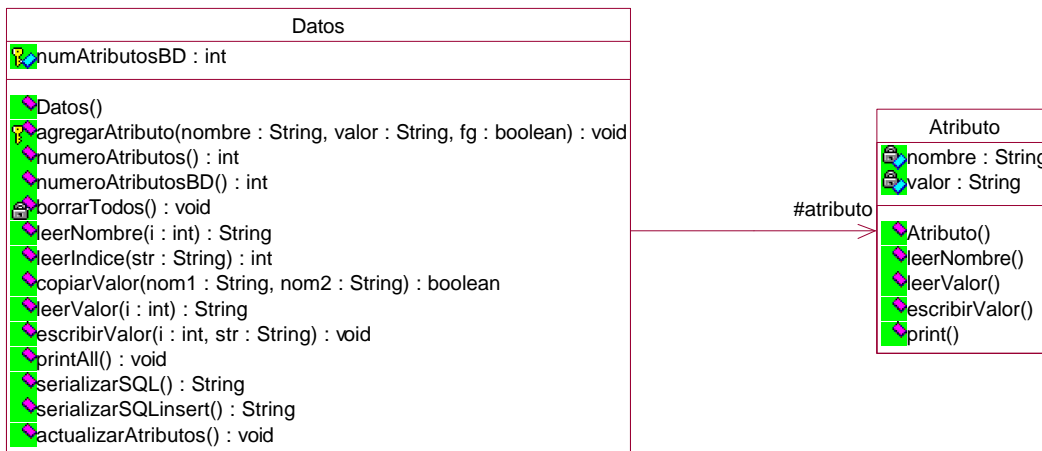 Datos
numAtributosBD : int
Datos()
agregarAtributo(nombre : String, valor : String, fg : boolean) : void
numeroAtributos() : int
numeroAtributosBD() : int
borrarTodos() : void
leerNombre(i : int) : String
leerIndice(str : String) : int
copiarValor(nom1 : String, nom2 : String) : boolean
leerValor(i : int) : String
escribirValor(i : int, str : String) : void
printAll() : void
serializarSQL() : String
serializarSQLinsert() : String
actualizarAtributos() : void
#atributo
Atributo
nombre : String
valor : String
Atributo()
leerNombre()
leerValor()
escribirValor()
print()